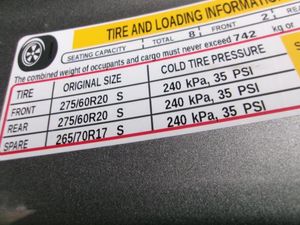 TIRE AND LOADING INFORMATION
SEATING CAPACITY TOTAL 8 FRONT 2
The combined weight of occupants and cargo must never exceed 742 kg or
TIRE ORIGINAL SIZE COLD TIRE PRESSURE
FRONT 275/60R20 S 240 kPa, 35 PSI
REAR 275/60R20 S 240 kPa, 35 PSI
SPARE 265/70R17 S 240 kPa, 35 PSI